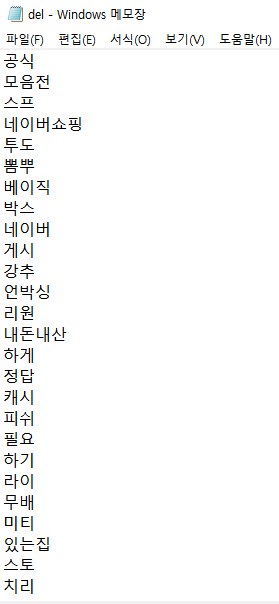 del - Windows 메모장
파일(F) 편집(E) 서식(O) 보기(V) 도움말(H)
공식
모음전
스프
네이버쇼핑
투도
뽐뿌
베이직
박스
네이버
게시
강추
언박싱
리원
내돈내산
하게
정답
캐시
피쉬
필요
하기
라이
무배
미티
있는집
스토
치리